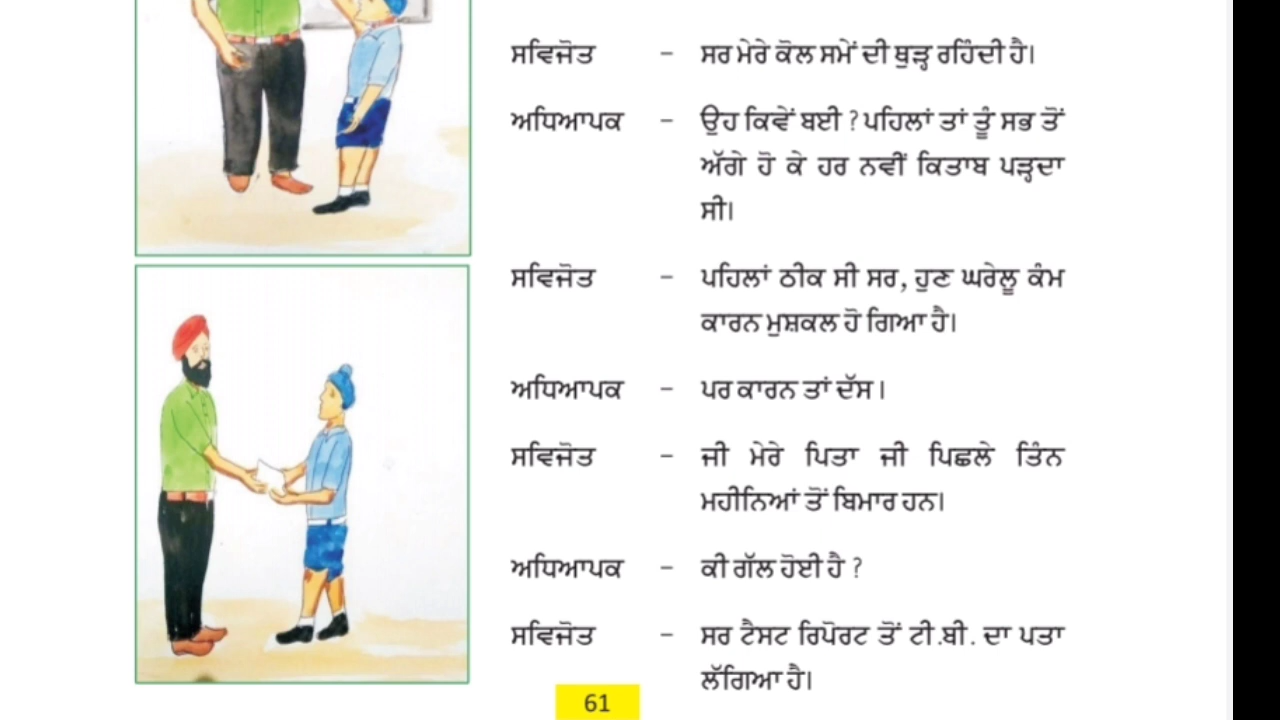 ਸਵਿਜੋਤ – ਸਰ ਮੇਰੇ ਕੋਲ ਸਮੇਂ ਦੀ ਥੁੜ੍ਹ ਰਹਿੰਦੀ ਹੈ।
ਅਧਿਆਪਕ – ਉਹ ਕਿਵੇਂ ਬਈ ? ਪਹਿਲਾਂ ਤਾਂ ਤੂੰ ਸਭ ਤੋਂ
ਅੱਗੇ ਹੋ ਕੇ ਹਰ ਨਵੀਂ ਕਿਤਾਬ ਪੜ੍ਹਦਾ
ਸੀ।
ਸਵਿਜੋਤ – ਪਹਿਲਾਂ ਠੀਕ ਸੀ ਸਰ, ਹੁਣ ਘਰੇਲੂ ਕੰਮ
ਕਾਰਨ ਮੁਸ਼ਕਲ ਹੋ ਗਿਆ ਹੈ।
ਅਧਿਆਪਕ – ਪਰ ਕਾਰਨ ਤਾਂ ਦੱਸ ।
ਸਵਿਜੋਤ – ਜੀ ਮੇਰੇ ਪਿਤਾ ਜੀ ਪਿਛਲੇ ਤਿੰਨ
ਮਹੀਨਿਆਂ ਤੋਂ ਬਿਮਾਰ ਹਨ।
ਅਧਿਆਪਕ – ਕੀ ਗੱਲ ਹੋਈ ਹੈ ?
ਸਵਿਜੋਤ – ਸਰ ਟੈਸਟ ਰਿਪੋਰਟ ਤੋਂ ਟੀ.ਬੀ. ਦਾ ਪਤਾ
ਲੱਗਿਆ ਹੈ।
61